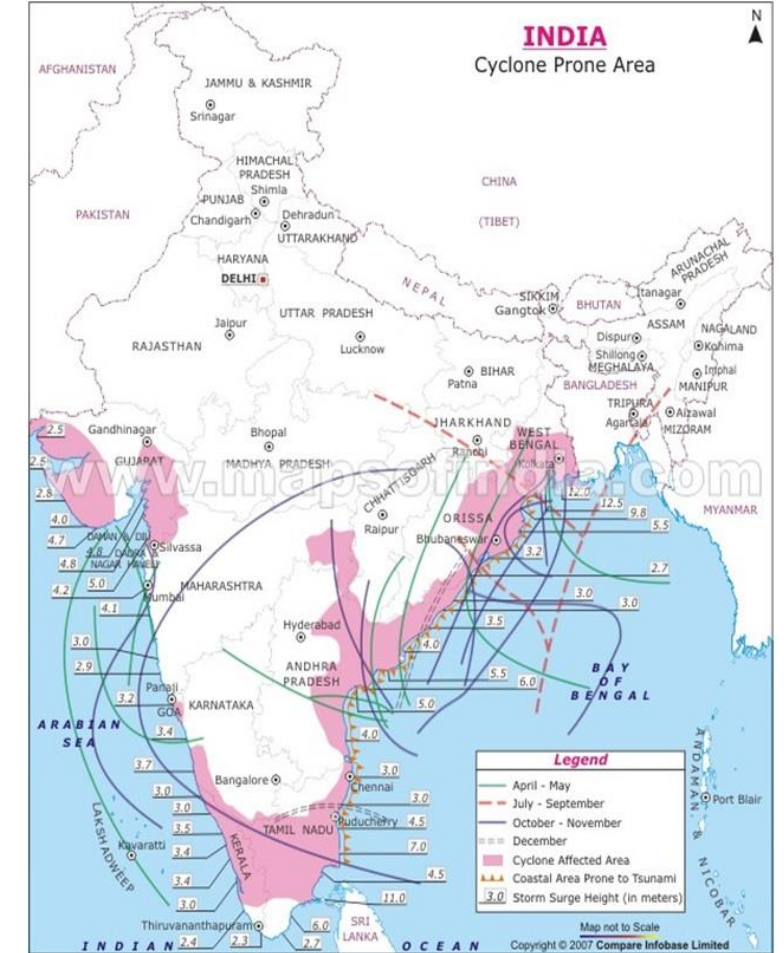 INDIA
Cyclone Prone Area
N
AFGHANISTAN
JAMMU & KASHMIR
Srinagar
HIMACHAL
PRADESH
Shimla
CHINA
PUNJAB
Chandigarh
PAKISTAN
Dehradun
(TIBET)
UTTARAKHAND
HARYANA
DELHI
ARUNACHAL
PRADESH
NEPAL
SIKKIM
Gangtok
BHUTAN
Itanagar
UTTAR PRADESH
Jaipur
ASSAM
NAGALAND
Dispur
Kohima
RAJASTHAN
Lucknow
Shillong
MEGHALAYA
BIHAR
Patna
Imphal
MANIPUR
BANGLADESH
TRIPURA
Agartala
Aizawal
MIZORAM
JHARKHAND
Ranchi
WEST
BENGAL
Kolkata
2.5
Gandhinagar
Bhopal
2.5
GUJARAT
MADHYA PRADESH
www.mapsofindia.com
CHHATTISGARH
2.8
12.0
12.5
MYANMAR
4.0
Raipur
ORISSA
9.8
4.7
DAMAN & DIU
Bhubaneswar
5.5
4.8
DADRA &
NAGAR HAVELI
Silvassa
3.2
4.8
5.0
2.7
4.2
Mumbai
MAHARASHTRA
3.0
4.1
3.0
Hyderabad
3.5
3.0
4.0
2.9
ANDHRA
PRADESH
5.5
6.0
BAY
OF
BENGAL
Panaji
3.2
GOA
KARNATAKA
5.0
ARABIAN
SEA
3.4
4.0
3.7
3.0
Bangalore
Chennai
3.0
3.0
3.0
3.5
TAMIL NADU
Puducherry
4.5
LAKSHADWEEP
Kavaratti
3.4
KERALA
7.0
3.4
4.5
3.0
11.0
Thiruvananthapuram
6.0
SRI
LANKA
2.4
2.3
2.7
INDIAN OCEAN
ANDAMAN & NICOBAR
Port Blair
Legend
April - May
July - September
October - November
December
Cyclone Affected Area
Coastal Area Prone to Tsunami
3.0 Storm Surge Height (in meters)
Map not to Scale
Copyright © 2007 Compare Infobase Limited